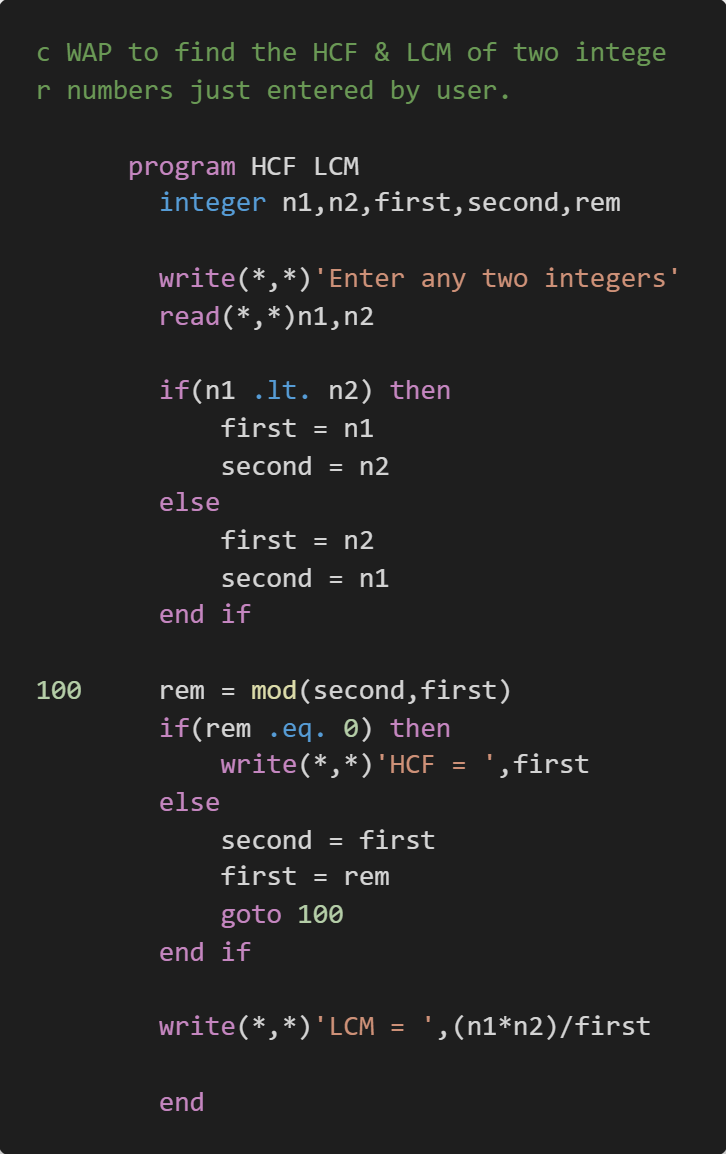 c WAP to find the HCF & LCM of two intege
r numbers just entered by user.

      program HCF LCM
        integer n1,n2,first,second,rem

        write(*,*)'Enter any two integers'
        read(*,*)n1,n2

        if(n1 .lt. n2) then
            first = n1
            second = n2
        else
            first = n2
            second = n1
        end if

100     rem = mod(second,first)
        if(rem .eq. 0) then
            write(*,*)'HCF = ',first
        else
            second = first
            first = rem
            goto 100
        end if

        write(*,*)'LCM = ',(n1*n2)/first

        end